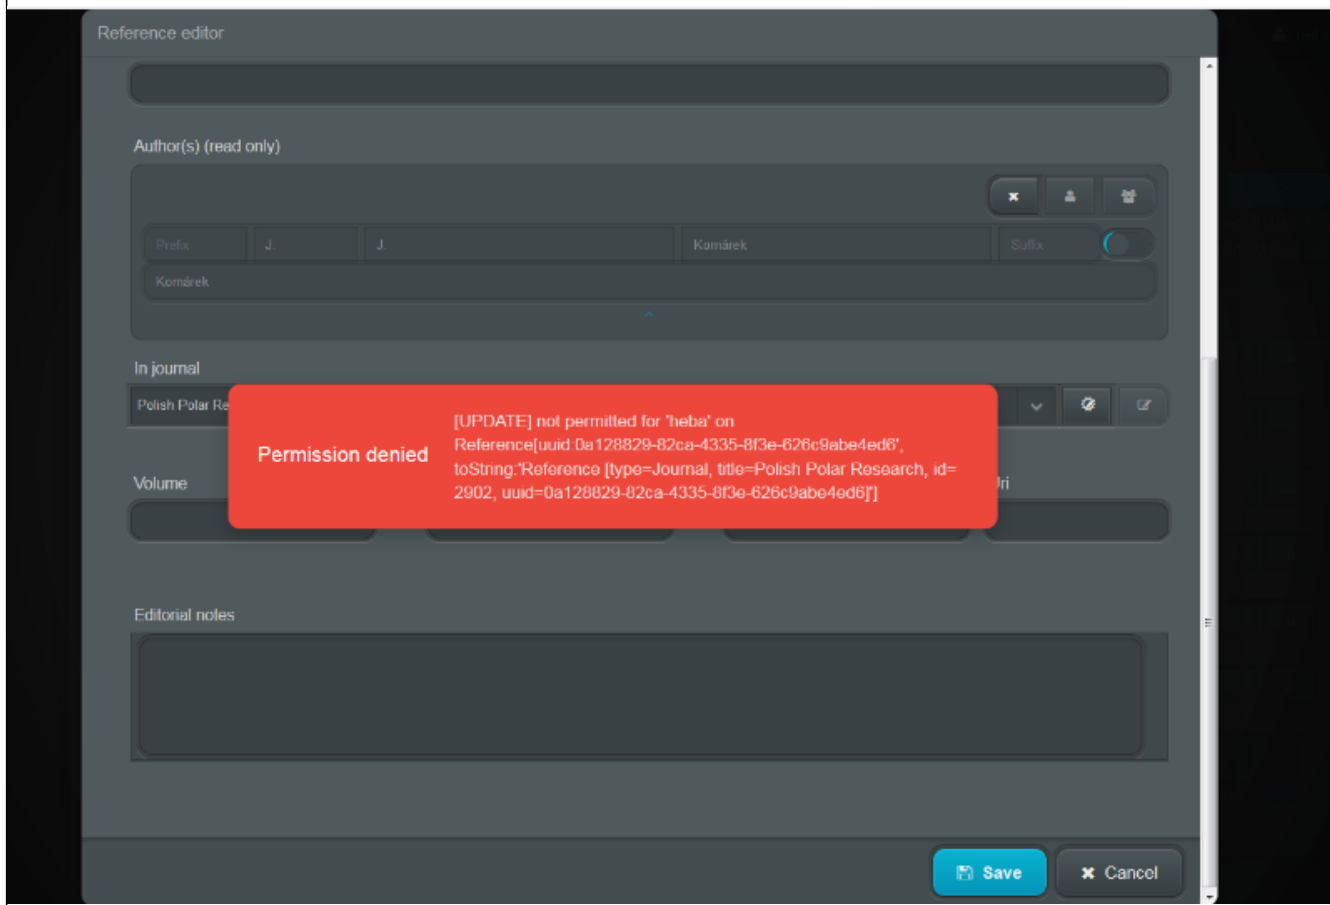 Reference editor
Author(s) (read only)
Prefix J. J. Komárek Suffix
Komárek
In journal
Polish Polar Re
[UPDATE] not permitted for 'heba' on
Reference[uuid:0a128829-82ca-4335-8f3e-626c9abe4ed6',
Permission denied
toString:'Reference [type=Journal, title=Polish Polar Research, id=
2902, uuid=0a128829-82ca-4335-8f3e-626c9abe4ed6]']
Volume
Uri
Editorial notes
Save Cancel